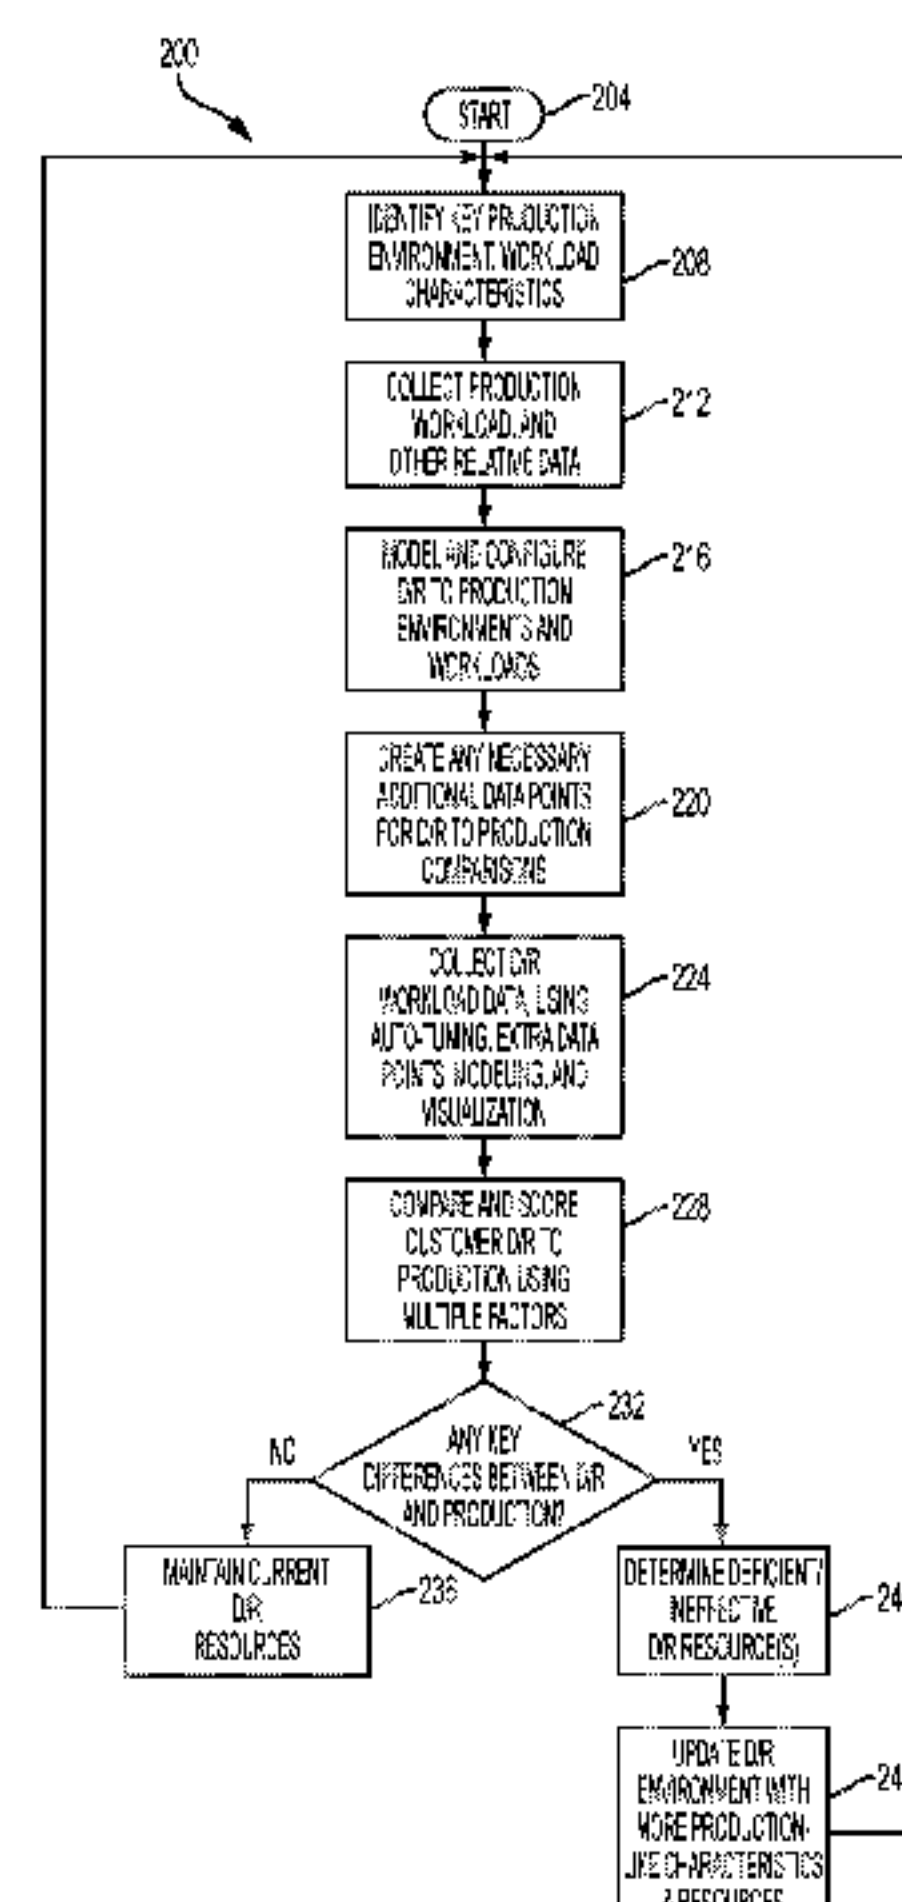 200
START
204
IDENTIFY KEY PRODUCTION
ENVIRONMENT, WORKLOAD
CHARACTERISTICS
208
COLLECT PRODUCTION
WORKLOAD, AND
OTHER RELATIVE DATA
212
MODEL AND CONFIGURE
D/R TO PRODUCTION
ENVIRONMENTS AND
WORKLOADS
216
CREATE ANY NECESSARY
ADDITIONAL DATA POINTS
FOR D/R TO PRODUCTION
COMPARISONS
220
COLLECT D/R
WORKLOAD DATA, USING
AUTO-TUNING, EXTRA DATA
POINTS, MODELING, AND
VISUALIZATION
224
COMPARE AND SCORE
CUSTOMER D/R TO
PRODUCTION USING
MULTIPLE FACTORS
228
ANY KEY
DIFFERENCES BETWEEN D/R
AND PRODUCTION?
232
NO
YES
MAINTAIN CURRENT
D/R
RESOURCES
236
DETERMINE DEFICIENT/
INEFFECTIVE
D/R RESOURCE(S)
24
UPDATE D/R
ENVIRONMENT WITH
MORE PRODUCTION-
LIKE CHARACTERISTICS
& RESOURCES
24